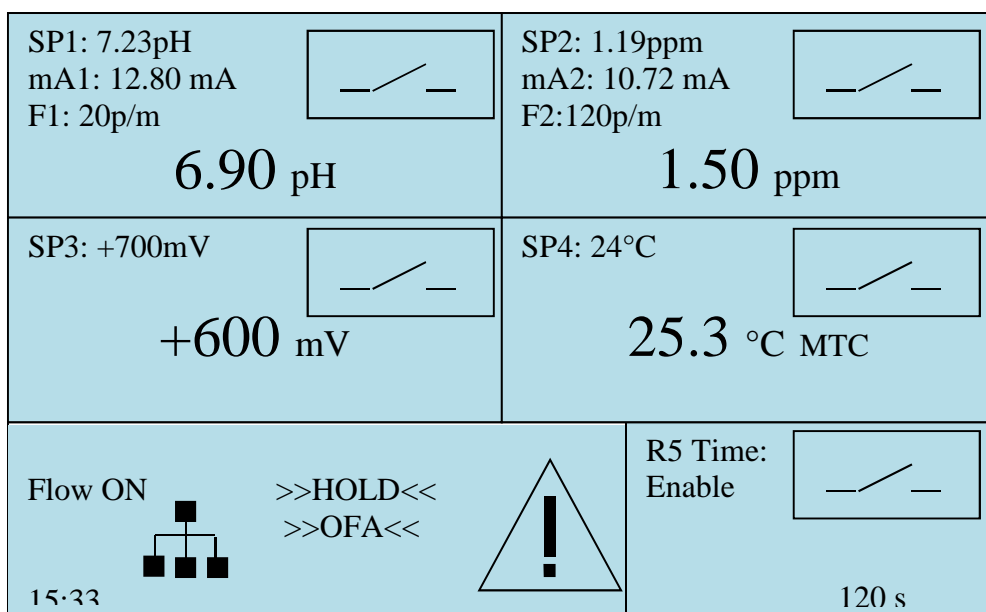 SP1: 7.23pH
mA1: 12.80 mA
F1: 20p/m
6.90 pH
SP2: 1.19ppm
mA2: 10.72 mA
F2:120p/m
1.50 ppm
SP3: +700mV
+600 mV
SP4: 24°C
25.3 °C MTC
Flow ON
>>HOLD<<
>>OFA<<
!
15:33
R5 Time:
Enable
120 s